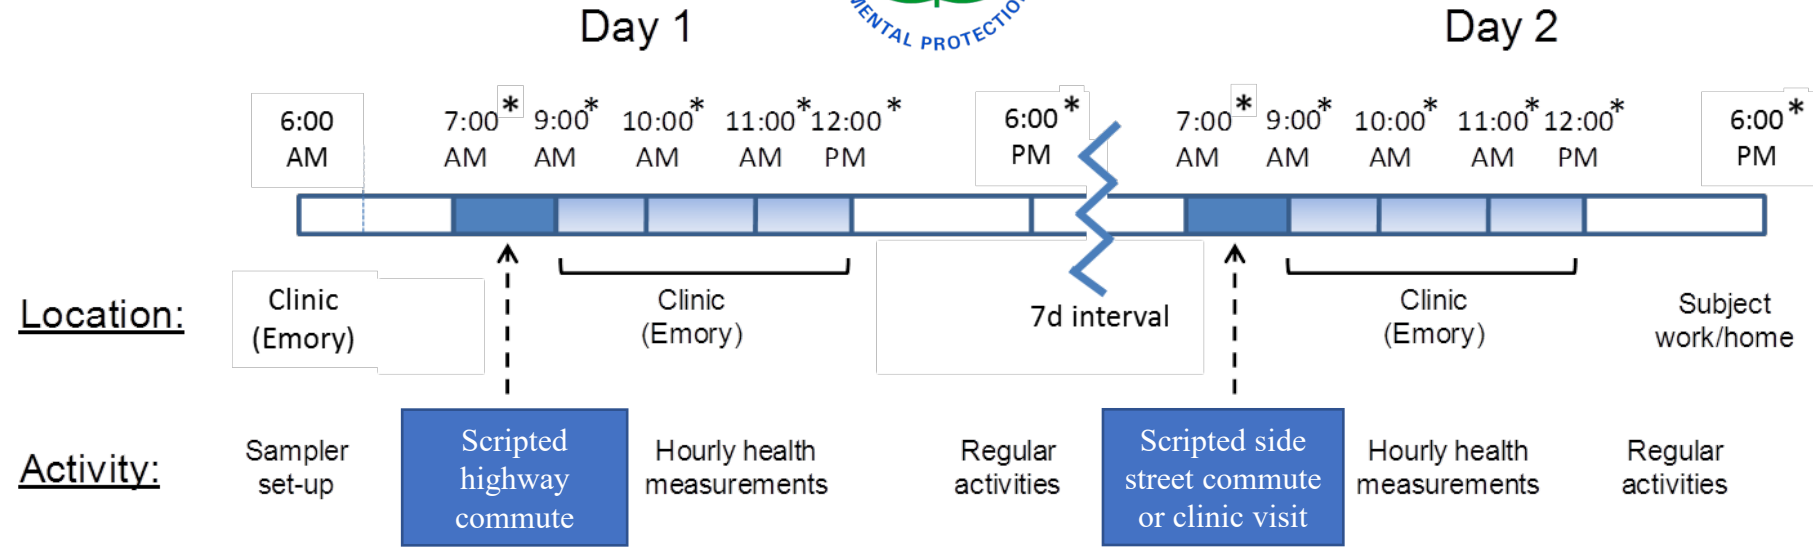 MENTAL PROTECTION
Day 1
Day 2
6:00 AM
7:00 * AM
9:00 * AM
10:00 * AM
11:00 * AM
12:00 * PM
6:00 * PM
7:00 * AM
9:00 * AM
10:00 * AM
11:00 * AM
12:00 * PM
6:00 * PM
Location:
Clinic
(Emory)
Clinic
(Emory)
7d interval
Clinic
(Emory)
Subject
work/home
Activity:
Sampler
set-up
Scripted
highway
commute
Hourly health
measurements
Regular
activities
Scripted side
street commute
or clinic visit
Hourly health
measurements
Regular
activities